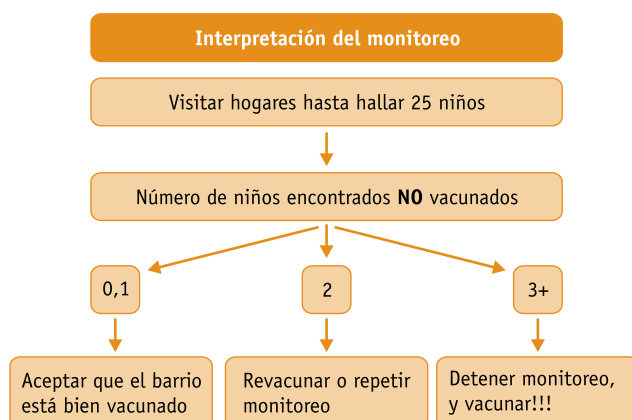 Interpretación del monitoreo
Visitar hogares hasta hallar 25 niños
Número de niños encontrados NO vacunados
0,1
2
3+
Aceptar que el barrio
está bien vacunado
Revacunar o repetir
monitoreo
Detener monitoreo,
y vacunar!!!